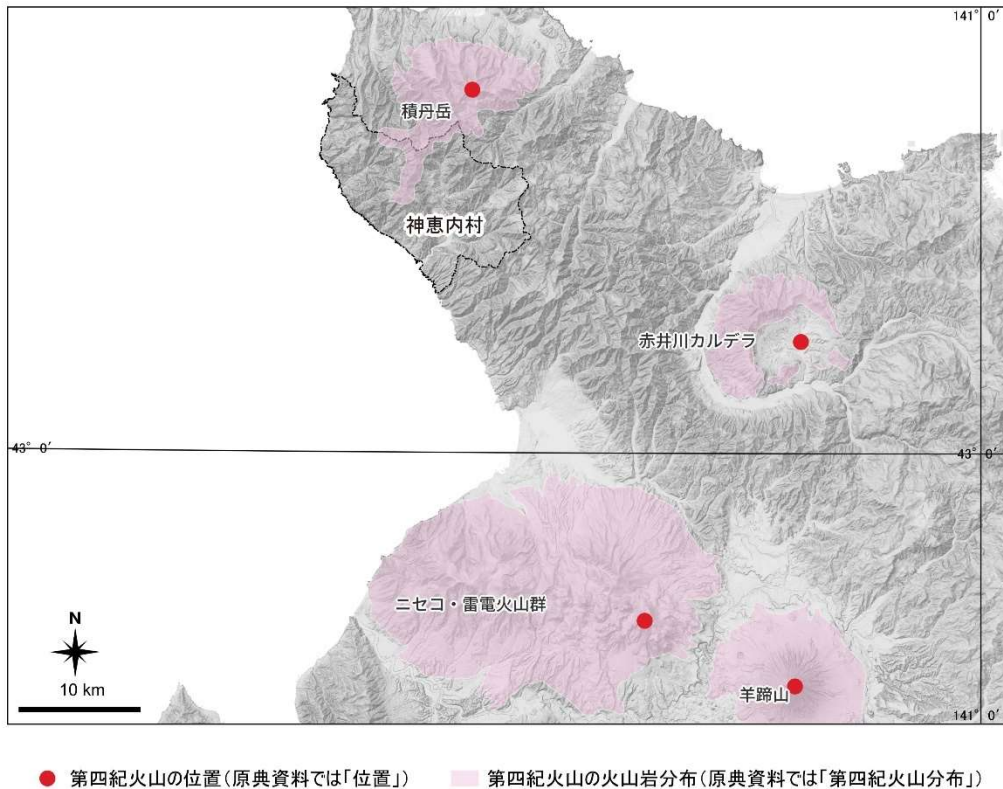 141° 0′
積丹岳
神恵内村
赤井川カルデラ
43° 0′
43° 0′
ニセコ・雷電火山群
N
10 km
羊蹄山
141° 0′
第四紀火山の位置(原典資料では「位置」)
第四紀火山の火山岩分布(原典資料では「第四紀火山分布」)